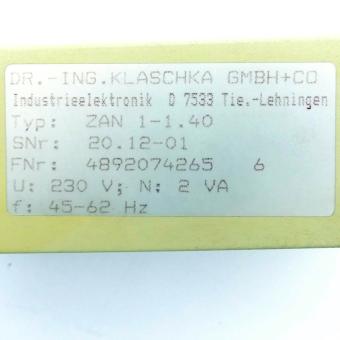 DR.-ING.KLASCHKA GMBH+CO
Industrieelektronik D 7533 Tie.-Lehningen
Typ: ZAN 1-1.40
SNr: 20.12-01
FNr: 4892074265 6
U: 230 V; N: 2 VA
f: 45-62 Hz